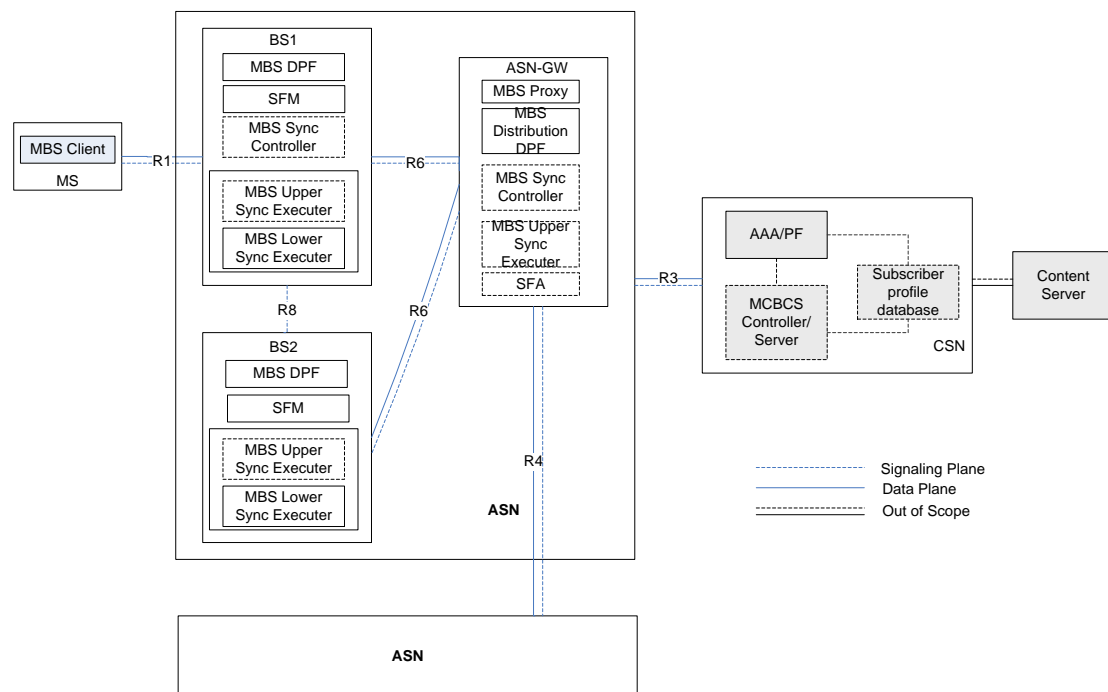 BS1
MBS DPF
SFM
MBS Sync
Controller
MBS Upper
Sync Executer
MBS Lower
Sync Executer
MBS Client
MS
R1
R6
ASN-GW
MBS Proxy
MBS
Distribution
DPF
MBS Sync
Controller
MBS Upper
Sync
Executer
SFA
R8
R6
BS2
MBS DPF
SFM
MBS Upper
Sync Executer
MBS Lower
Sync Executer
R4
ASN
R3
AAA/PF
MCBCS
Controller/
Server
Subscriber
profile
database
CSN
Content
Server
Signaling Plane
Data Plane
Out of Scope
ASN